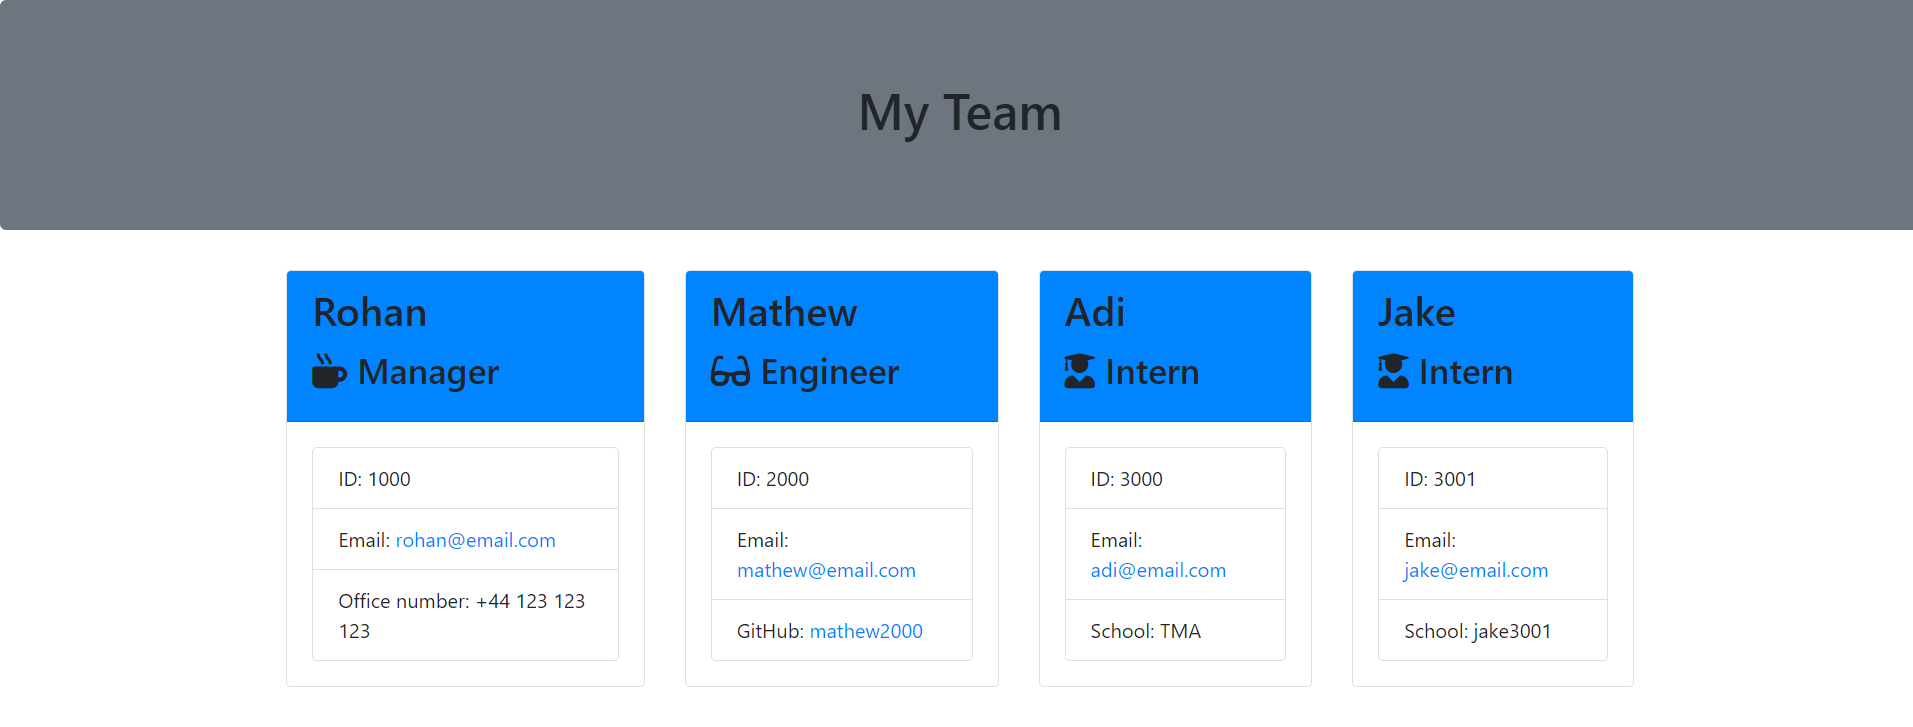 My Team
Rohan
Manager
ID: 1000
Email: rohan@email.com
Office number: +44 123 123
123
Mathew
Engineer
ID: 2000
Email:
mathew@email.com
GitHub: mathew2000
Adi
Intern
ID: 3000
Email:
adi@email.com
School: TMA
Jake
Intern
ID: 3001
Email:
jake@email.com
School: jake3001